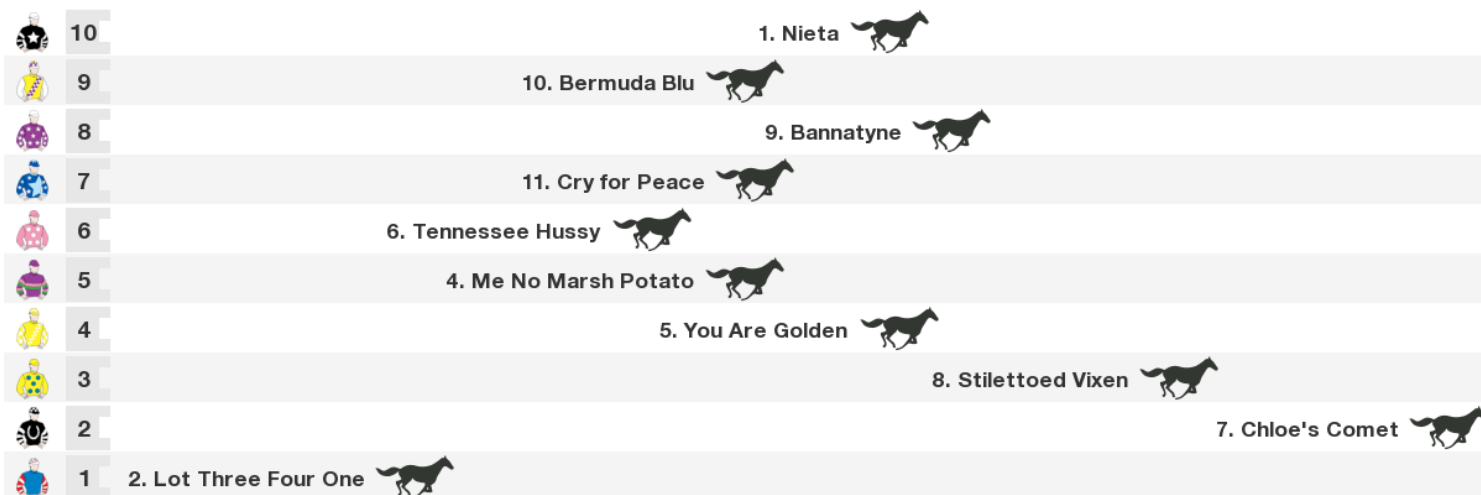 10 1. Nieta
9 10. Bermuda Blu
8 9. Bannatyne
7 11. Cry for Peace
6 6. Tennessee Hussy
5 4. Me No Marsh Potato
4 5. You Are Golden
3 8. Stilettoed Vixen
2 7. Chloe's Comet
1 2. Lot Three Four One